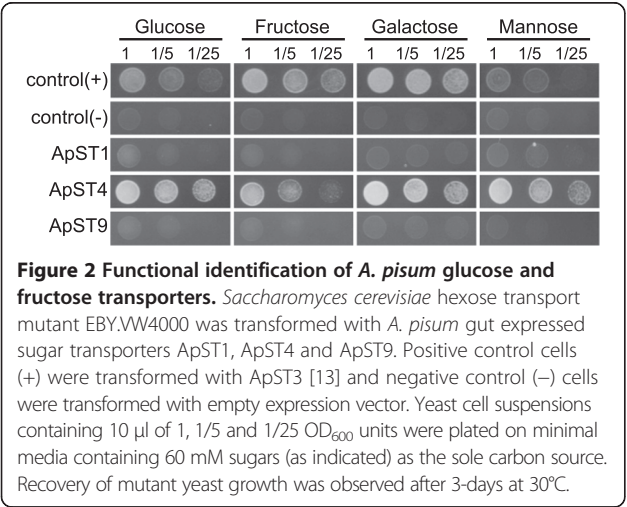 Glucose Fructose Galactose Mannose
1 1/5 1/25 1 1/5 1/25 1 1/5 1/25 1 1/5 1/25
control(+)
control(-)
ApST1
ApST4
ApST9
Figure 2 Functional identification of A. pisum glucose and
fructose transporters. Saccharomyces cerevisiae hexose transport
mutant EBY.VW4000 was transformed with A. pisum gut expressed
sugar transporters ApST1, ApST4 and ApST9. Positive control cells
(+) were transformed with ApST3 [13] and negative control (−) cells
were transformed with empty expression vector. Yeast cell suspensions
containing 10 μl of 1, 1/5 and 1/25 OD600 units were plated on minimal
media containing 60 mM sugars (as indicated) as the sole carbon source.
Recovery of mutant yeast growth was observed after 3-days at 30°C.